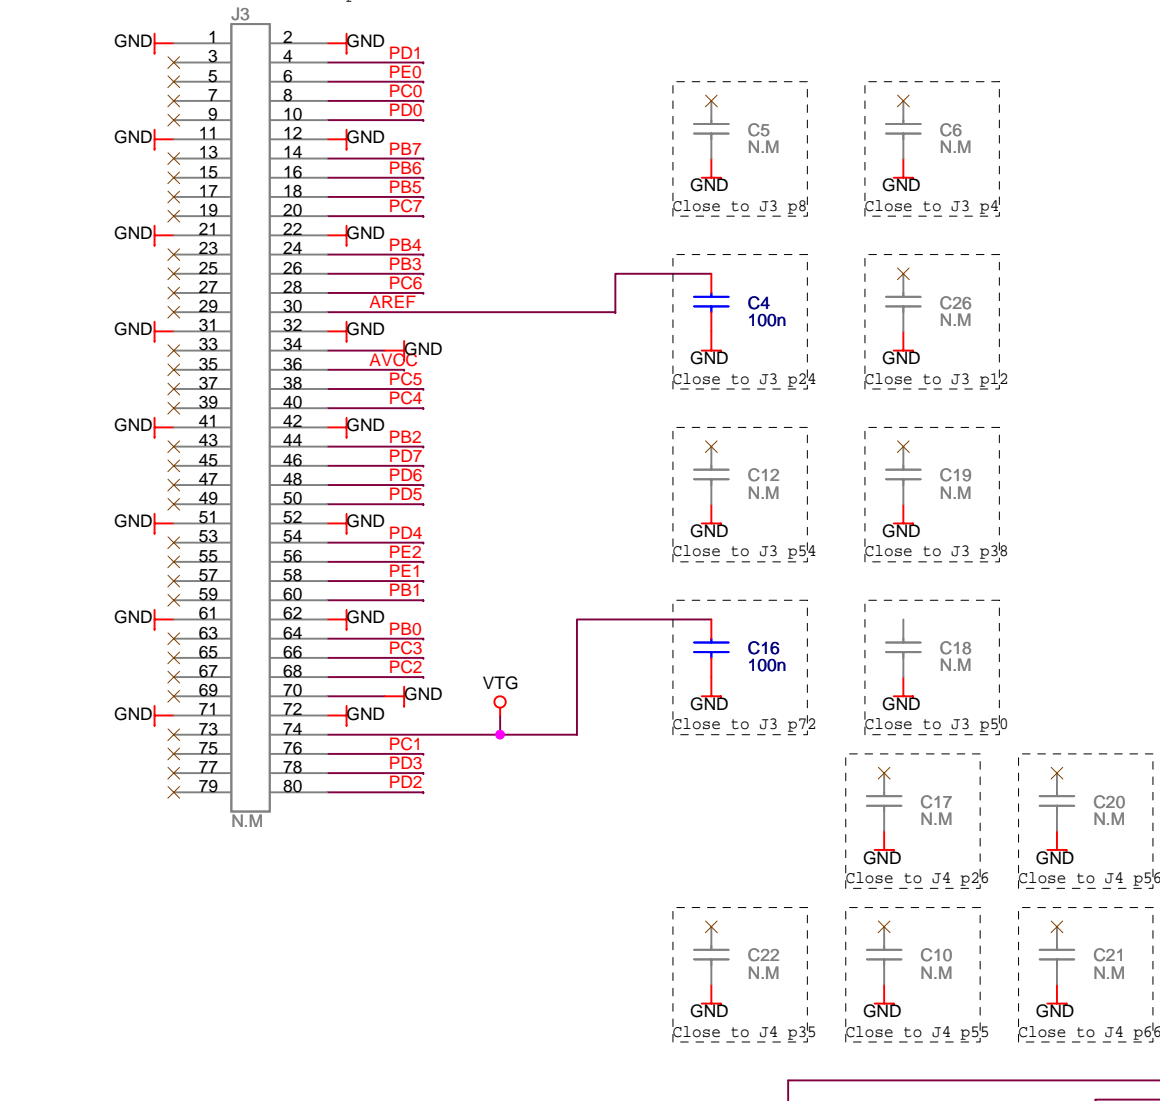 J3
GND 1 2 GND
3 4 PD1
5 6 PE0
7 8 PC0
9 10 PD0
GND 11 12 GND
13 14 PB7
15 16 PB6
17 18 PB5
19 20 PC7
GND 21 22 GND
23 24 PB4
25 26 PB3
27 28 PC6
29 30 AREF
GND 31 32 GND
33 34 GND
35 36 AVCC
37 38 PC5
39 40 PC4
GND 41 42 GND
43 44 PB2
45 46 PD7
47 48 PD6
49 50 PD5
GND 51 52 GND
53 54 PD4
55 56 PE2
57 58 PE1
59 60 PB1
GND 61 62 GND
63 64 PB0
65 66 PC3
67 68 PC2
69 70 GND
GND 71 72 GND
73 74
75 76 PC1
77 78 PD3
79 80 PD2
N.M
VTG
C5
N.M
GND
Close to J3 p8
C6
N.M
GND
Close to J3 p4
C4
100n
GND
Close to J3 p24
C26
N.M
GND
Close to J3 p12
C12
N.M
GND
Close to J3 p54
C19
N.M
GND
Close to J3 p38
C16
100n
GND
Close to J3 p72
C18
N.M
GND
Close to J3 p50
C17
N.M
GND
Close to J4 p26
C20
N.M
GND
Close to J4 p56
C22
N.M
GND
Close to J4 p35
C10
N.M
GND
Close to J4 p55
C21
N.M
GND
Close to J4 p66